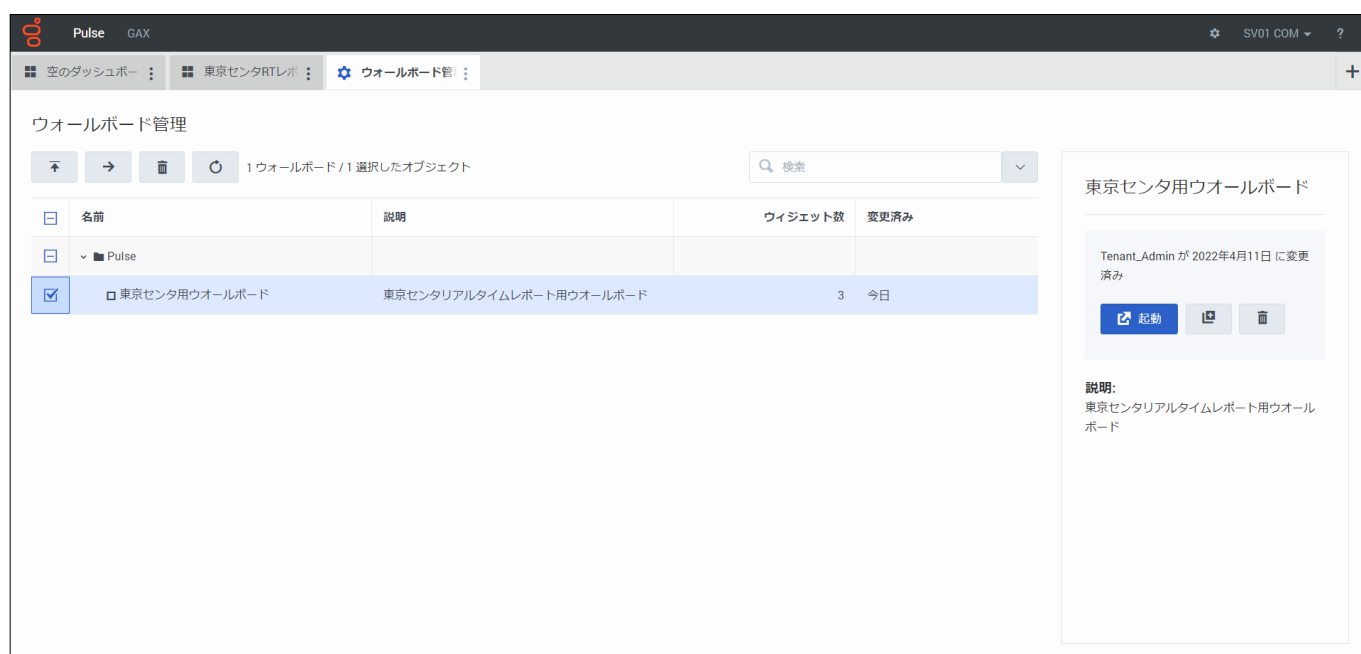 Pulse GAX SV01 COM ?
空のダッシュボー 東京センタRTレポ ウォールボード管
ウォールボード管理
1 ウォールボード / 1 選択したオブジェクト 検索
名前 説明 ウィジェット数 変更済み
Pulse
東京センタ用ウオールボード 東京センタリアルタイムレポート用ウオールボード 3 今日
東京センタ用ウオールボード
Tenant_Admin が 2022年4月11日 に変更
済み
起動
説明:
東京センタリアルタイムレポート用ウオール
ボード